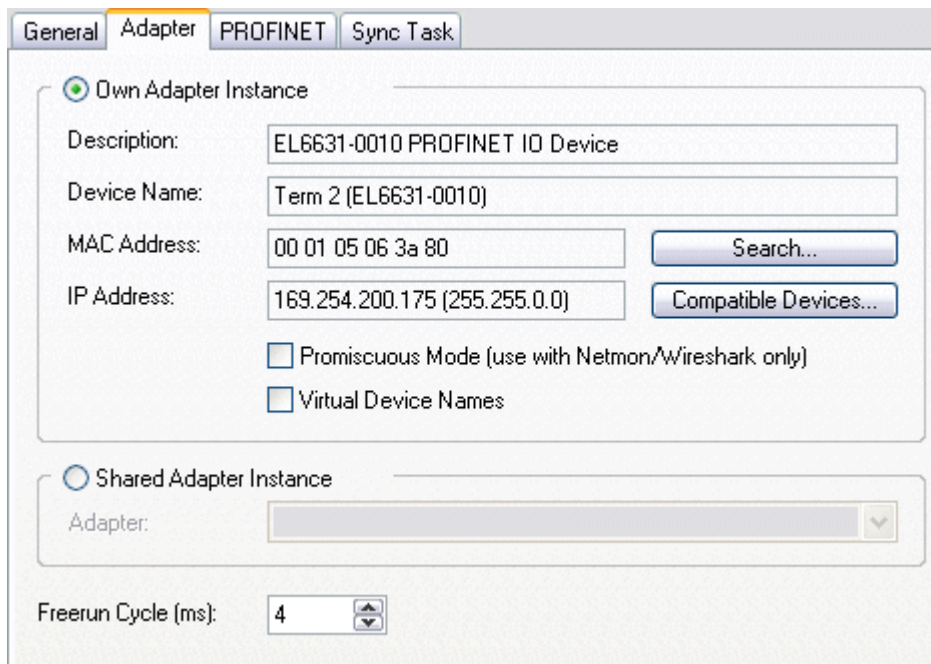 General Adapter PROFINET Sync Task
Own Adapter Instance
Description: EL6631-0010 PROFINET IO Device
Device Name: Term 2 (EL6631-0010)
MAC Address: 00 01 05 06 3a 80 Search...
IP Address: 169.254.200.175 (255.255.0.0) Compatible Devices...
Promiscuous Mode (use with Netmon/Wireshark only)
Virtual Device Names
Shared Adapter Instance
Adapter:
Freerun Cycle (ms): 4